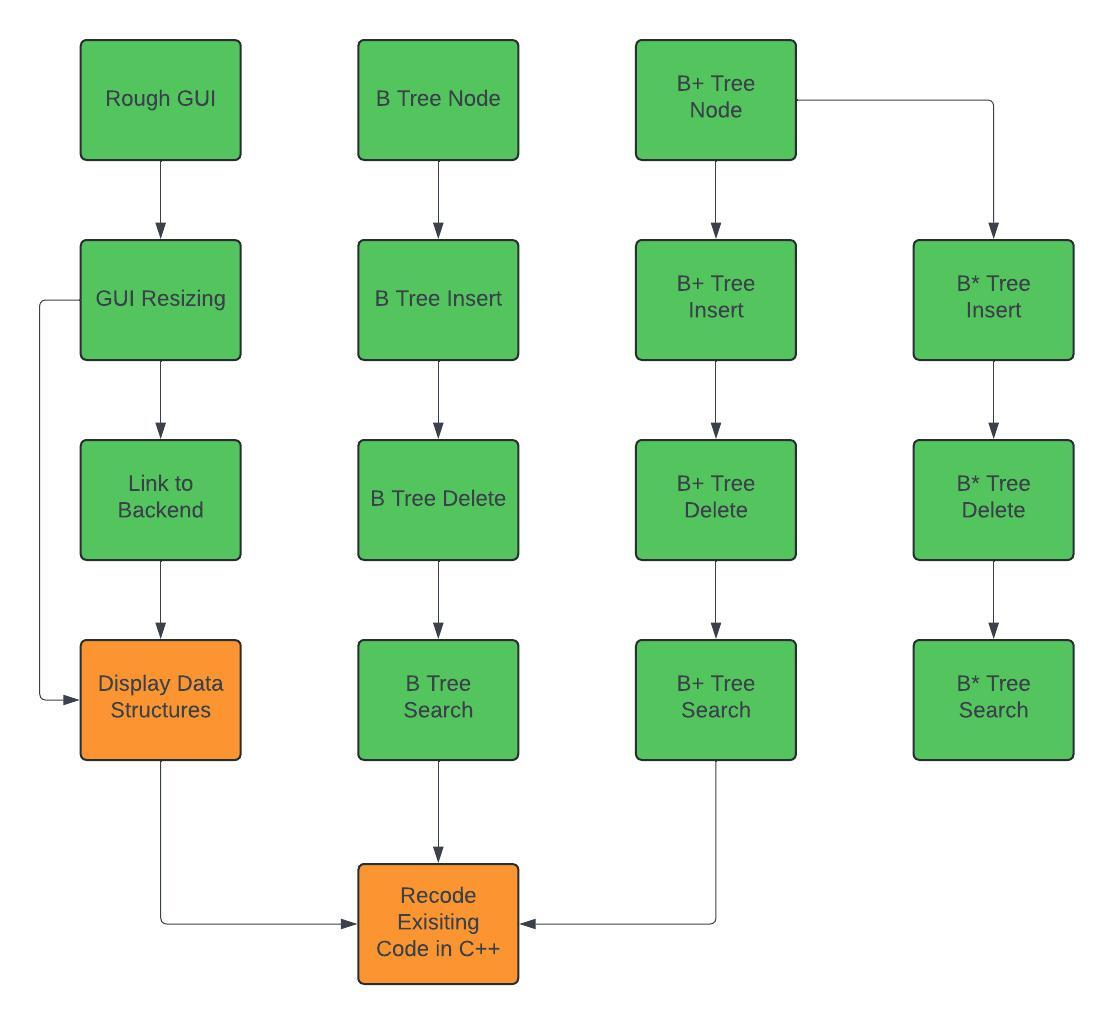 Rough GUI
B Tree Node
B+ Tree
Node
GUI Resizing
B Tree Insert
B+ Tree
Insert
B* Tree
Insert
Link to
Backend
B Tree Delete
B+ Tree
Delete
B* Tree
Delete
Display Data
Structures
B Tree
Search
B+ Tree
Search
B* Tree
Search
Recode
Exisiting
Code in C++